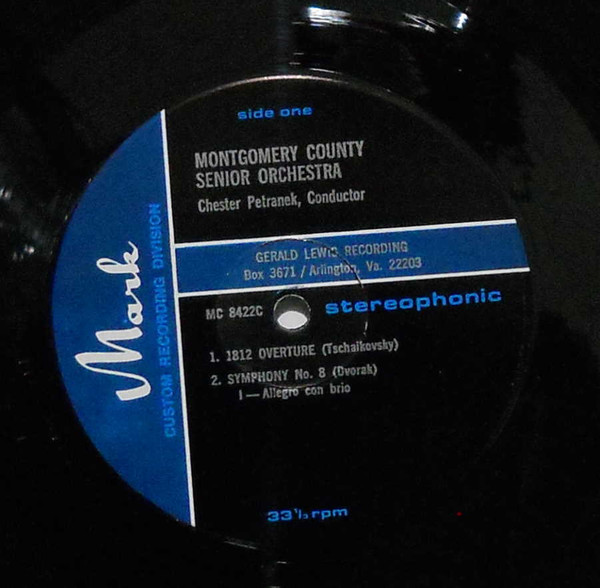 side one
MONTGOMERY COUNTY
SENIOR ORCHESTRA
Chester Petranek, Conductor
GERALD LEWIS RECORDING
Box 3671 / Arlington, Va. 22203
MC 8422C
stereophonic
1. 1812 OVERTURE (Tschaikovsky)
2. SYMPHONY No. 8 (Dvorak)
I — Allegro con brio
33⅓ rpm
Mark
CUSTOM RECORDING DIVISION